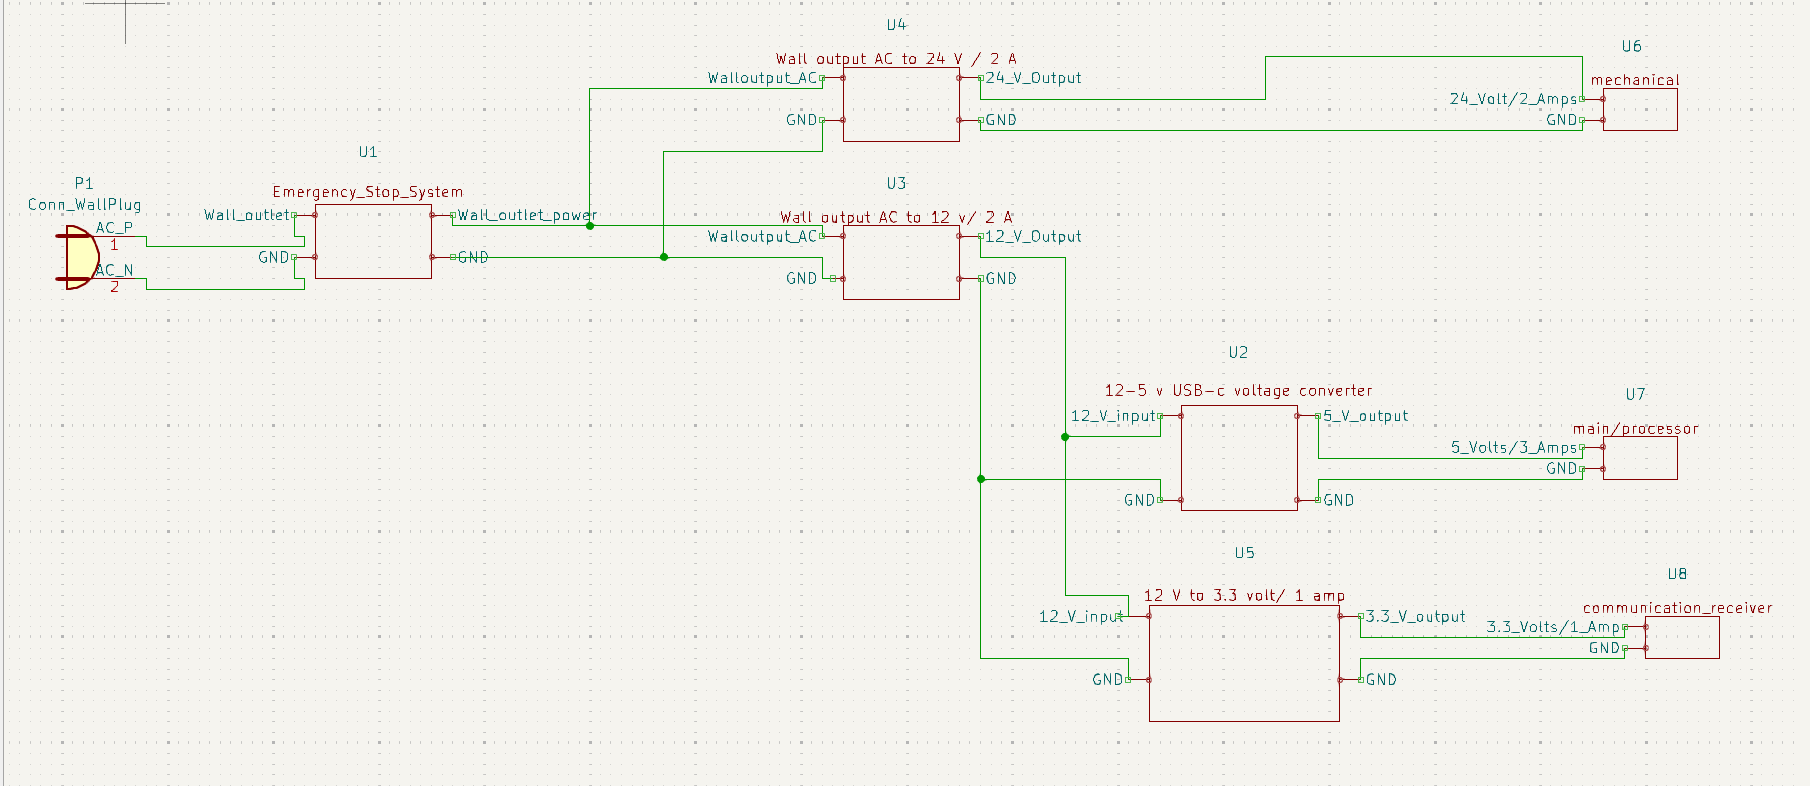 U4
Wall output AC to 24 V / 2 A
Walloutput_AC
24_V_Output
GND
GND
U6
mechanical
24_Volt/2_Amps
GND
U1
Emergency_Stop_System
Wall_outlet
Wall_outlet_power
GND
GND
P1
Conn_WallPlug
AC_P
1
AC_N
2
U3
Wall output AC to 12 v/ 2 A
Walloutput_AC
12_V_Output
GND
GND
U2
12-5 v USB-c voltage converter
12_V_input
5_V_output
GND
GND
U7
main/processor
5_Volts/3_Amps
GND
U5
12 V to 3.3 volt/ 1 amp
12_V_input
3.3_V_output
GND
GND
U8
communication_receiver
3.3_Volts/1_Amp
GND